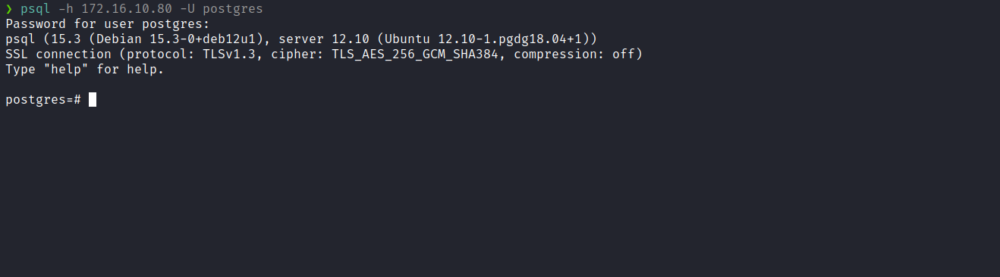 ❯ psql -h 172.16.10.80 -U postgres
Password for user postgres:
psql (15.3 (Debian 15.3-0+deb12u1), server 12.10 (Ubuntu 12.10-1.pgdg18.04+1))
SSL connection (protocol: TLSv1.3, cipher: TLS_AES_256_GCM_SHA384, compression: off)
Type "help" for help.
postgres=#